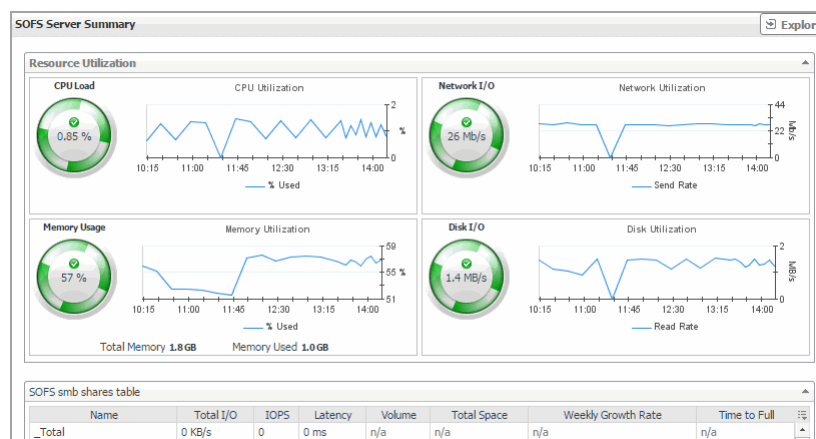 SOFS Server Summary
Explor
Resource Utilization
CPU Load
CPU Utilization
0.85 %
2
0
%
10:15 11:00 11:45 12:30 13:15 14:00
% Used
Network I/O
Network Utilization
26 Mb/s
44
22
0
Mb/s
10:15 11:00 11:45 12:30 13:15 14:00
Send Rate
Memory Usage
Memory Utilization
57 %
59
55
51
%
10:15 11:00 11:45 12:30 13:15 14:00
% Used
Total Memory 1.8 GB Memory Used 1.0 GB
Disk I/O
Disk Utilization
1.4 MB/s
2
0
MB/s
10:15 11:00 11:45 12:30 13:15 14:00
Read Rate
SOFS smb shares table
Name Total I/O IOPS Latency Volume Total Space Weekly Growth Rate Time to Full
_Total 0 KB/s 0 0 ms n/a n/a n/a n/a